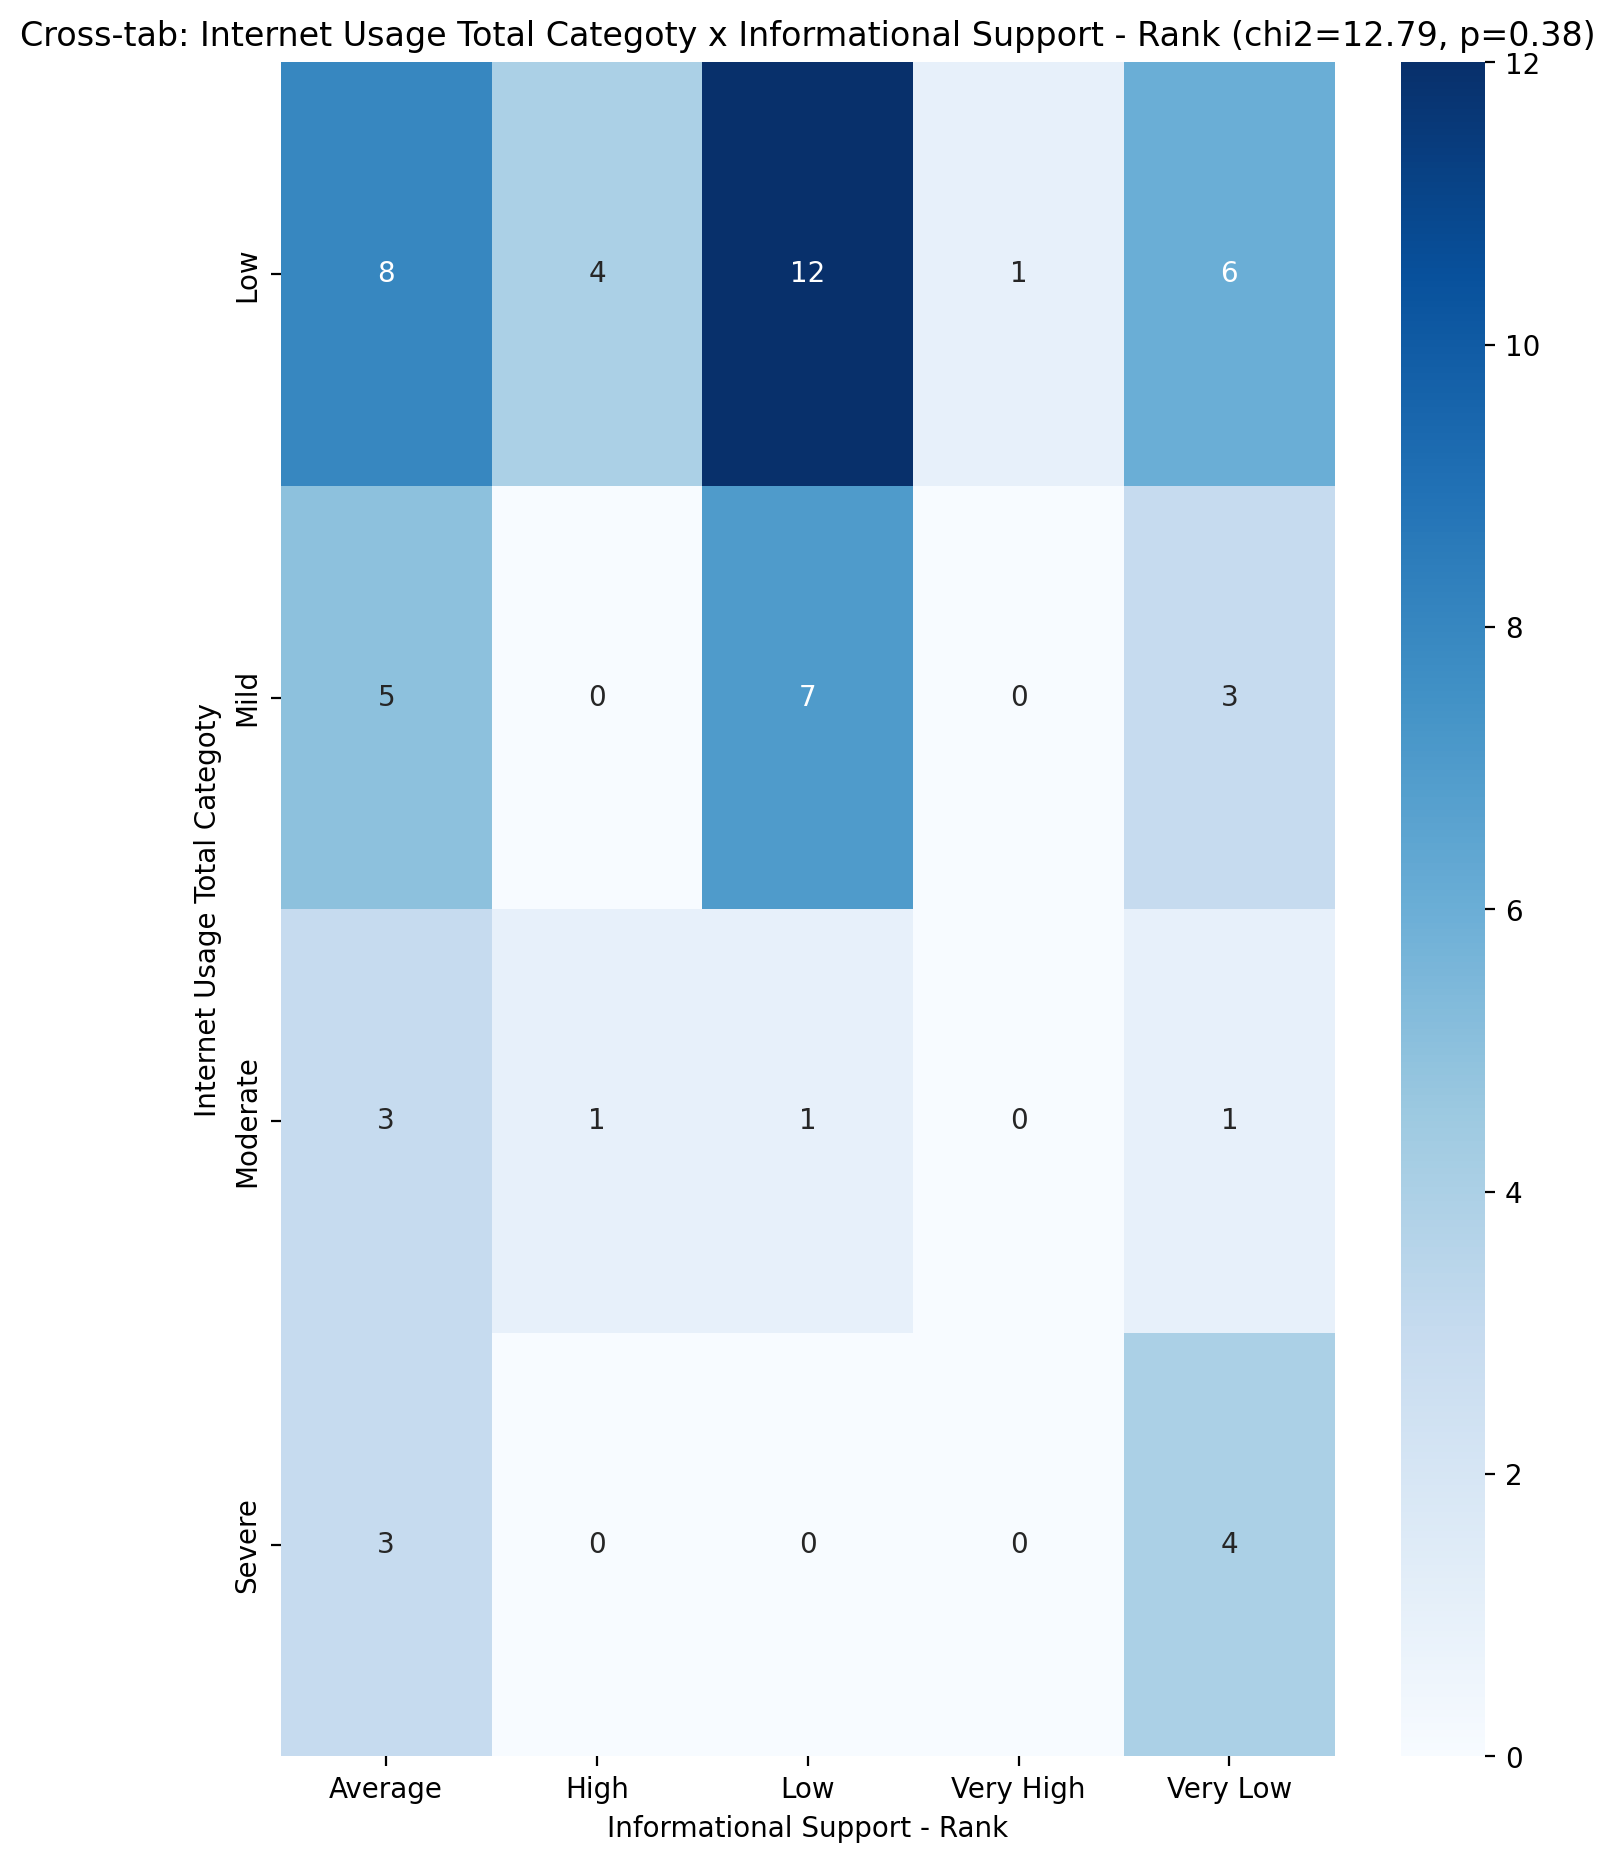 Cross-tab: Internet Usage Total Categoty x Informational Support - Rank (chi2=12.79, p=0.38)
12
10
8
6
4
2
0
Internet Usage Total Categoty
Low
8 4 12 1 6
Mild
5 0 7 0 3
Moderate
3 1 1 0 1
Severe
3 0 0 0 4
Average High Low Very High Very Low
Informational Support - Rank